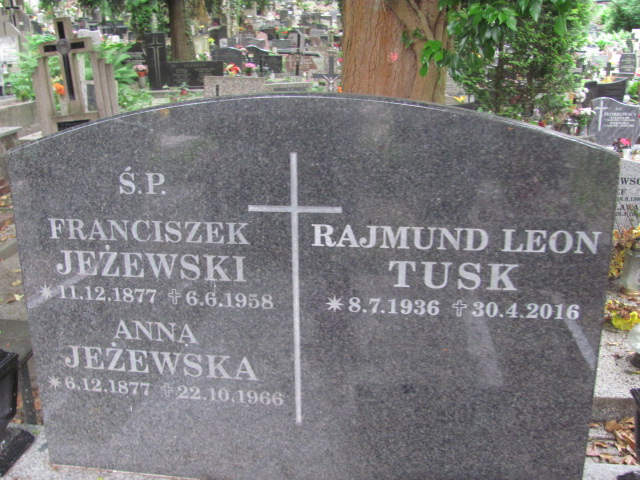 Ś.P.
FRANCISZEK
JEŻEWSKI
*11.12.1877 ✝6.6.1958
ANNA
JEŻEWSKA
*6.12.1877 ✝22.10.1966
RAJMUND LEON
TUSK
*8.7.1936 ✝30.4.2016